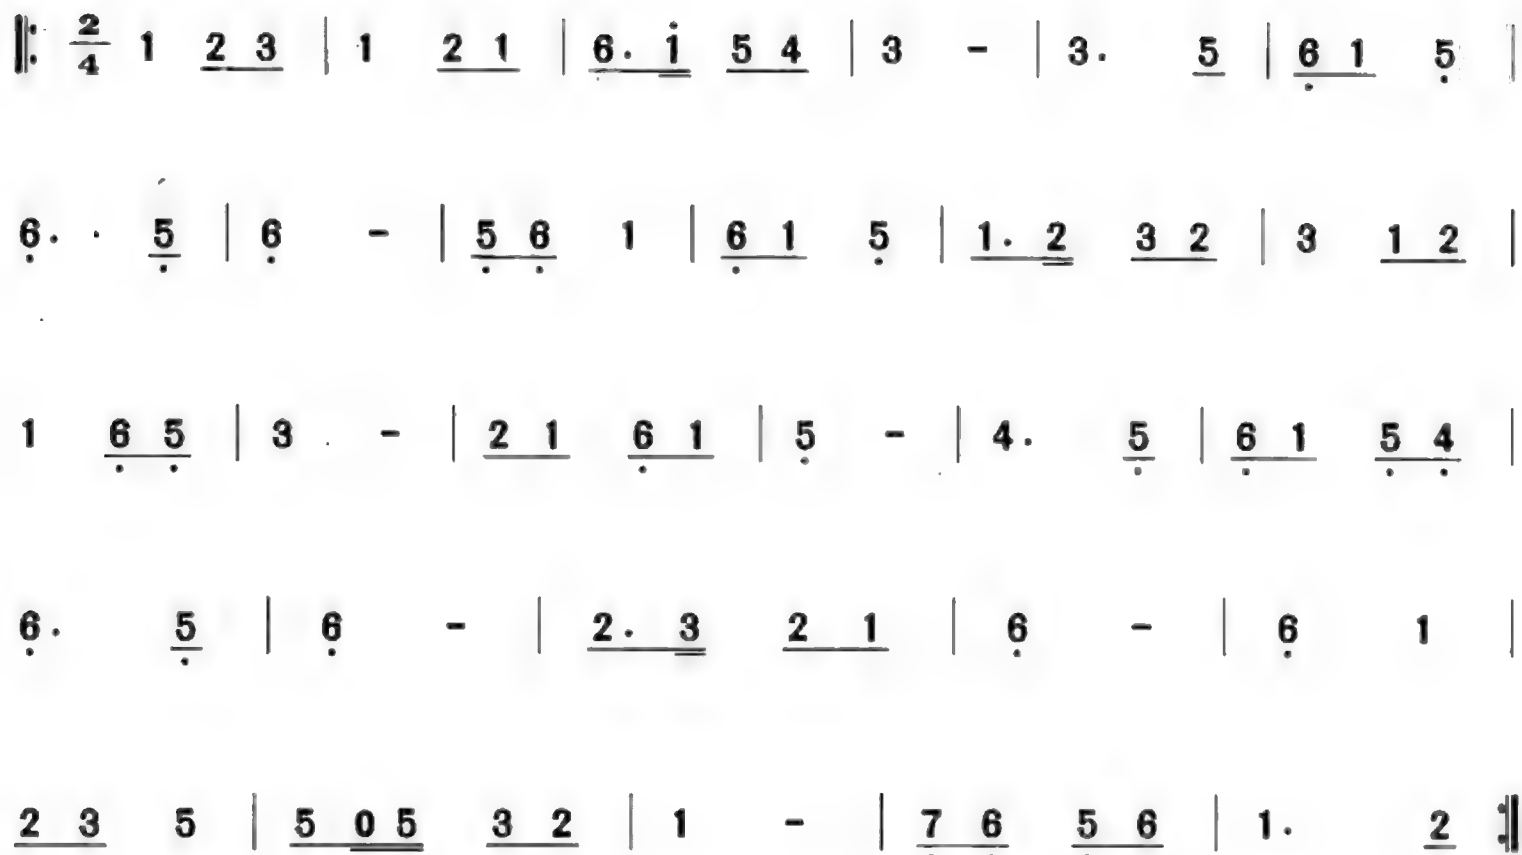 ‖: 2/4 1 2 3 | 1 2 1 | 6. i 5 4 | 3 - | 3. 5 | 6̣ 1 5̣ |
6̣. 5̣ | 6̣ - | 5̣ 6̣ 1 | 6̣ 1 5̣ | 1. 2 3 2 | 3 1 2 |
1 6̣ 5̣ | 3 - | 2 1 6̣ 1 | 5̣ - | 4. 5̣ | 6̣ 1 5̣ 4̣ |
6̣. 5̣ | 6̣ - | 2. 3 2 1 | 6̣ - | 6̣ 1 |
2 3 5 | 5 0 5 3 2 | 1 - | 7̣ 6̣ 5̣ 6̣ | 1. 2 :‖